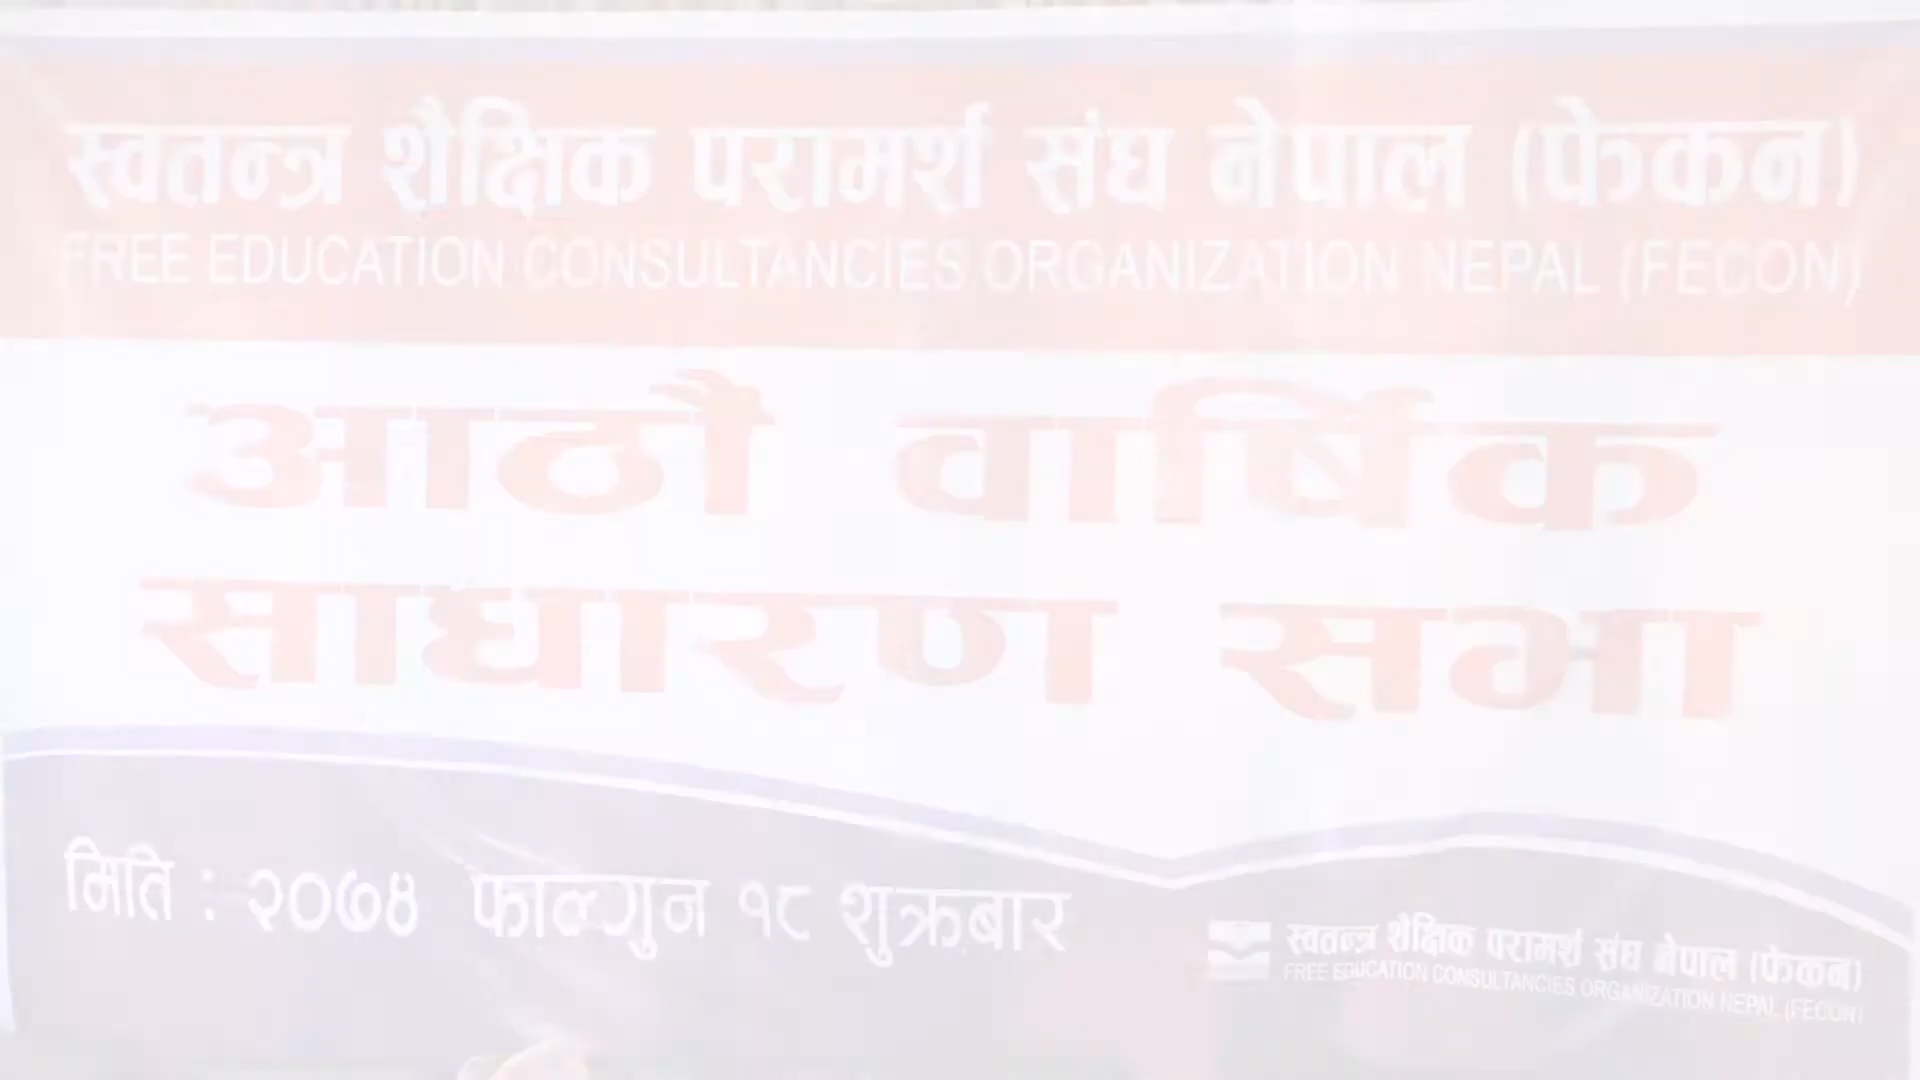 स्वतन्त्र शैक्षिक परामर्श संघ नेपाल (फेकन)
FREE EDUCATION CONSULTANCIES ORGANIZATION NEPAL (FECON)
आठौं वार्षिक
साधारण सभा
मिति : २०७४ फाल्गुन १८ शुक्रबार
स्वतन्त्र शैक्षिक परामर्श संघ नेपाल (फेकन)
FREE EDUCATION CONSULTANCIES ORGANIZATION NEPAL (FECON)